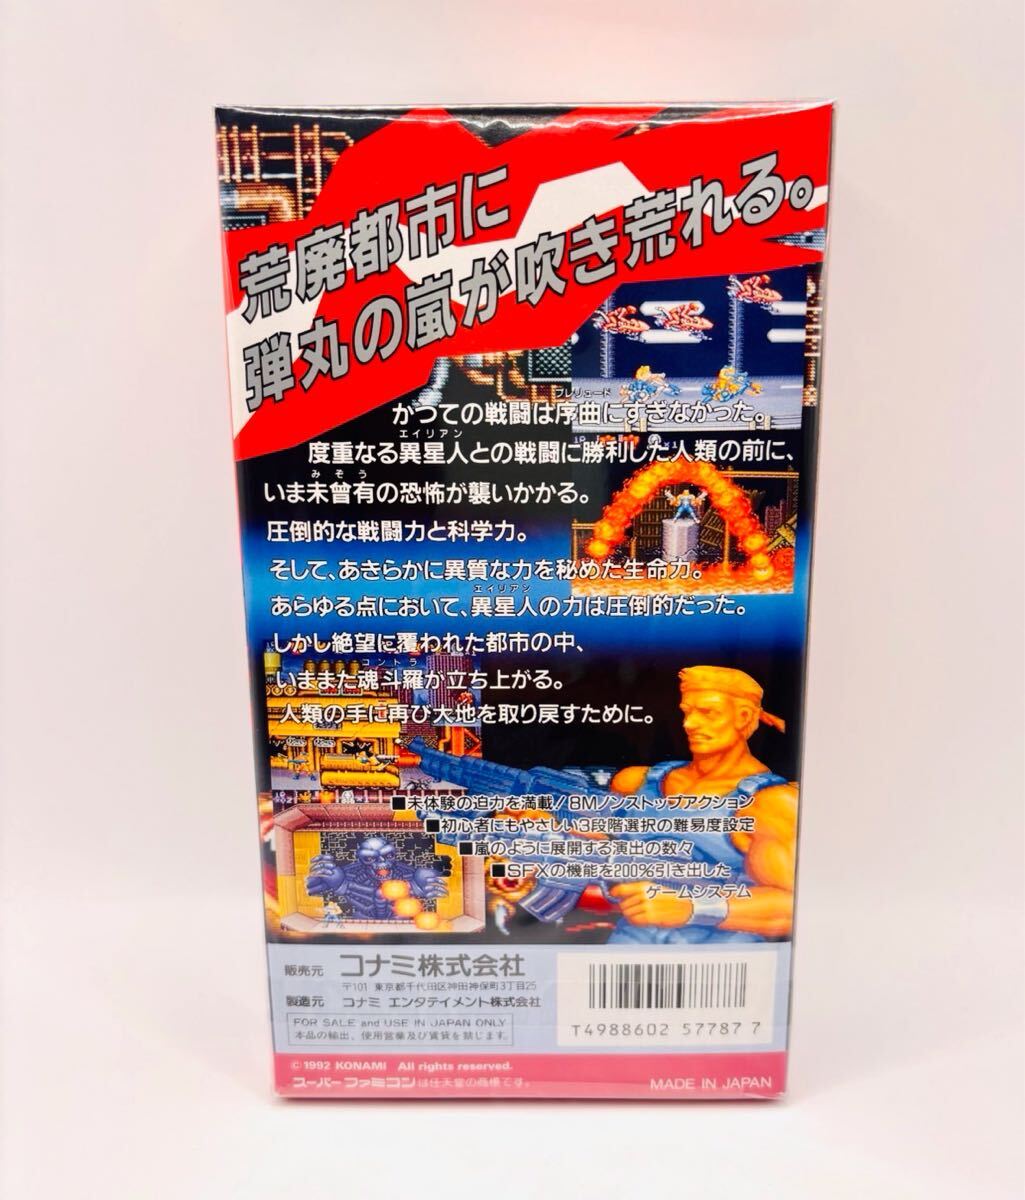 荒廃都市に
弾丸の嵐が吹き荒れる。
プレリュード
かつての戦闘は序曲にすぎなかった。
エイリアン
度重なる異星人との戦闘に勝利した人類の前に、
みぞう
いま未曾有の恐怖が襲いかかる。
圧倒的な戦闘力と科学力。
そして、あきらかに異質な力を秘めた生命力。
エイリアン
あらゆる点において、異星人の力は圧倒的だった。
しかし絶望に覆われた都市の中、
コントラ
いままた魂斗羅が立ち上がる。
人類の手に再び大地を取り戻すために。
■未体験の迫力を満載!8Mノンストップアクション
■初心者にもやさしい3段階選択の難易度設定
■嵐のように展開する演出の数々
■SFXの機能を200%引き出した
ゲームシステム
販売元 コナミ株式会社
〒101 東京都千代田区神田神保町3丁目25
製造元 コナミ エンタテイメント株式会社
FOR SALE and USE IN JAPAN ONLY
本品の輸出、使用営業及び賃貸を禁じます。
T4988602 57787 7
©1992 KONAMI All rights reserved.
スーパーファミコンは任天堂の商標です。
MADE IN JAPAN